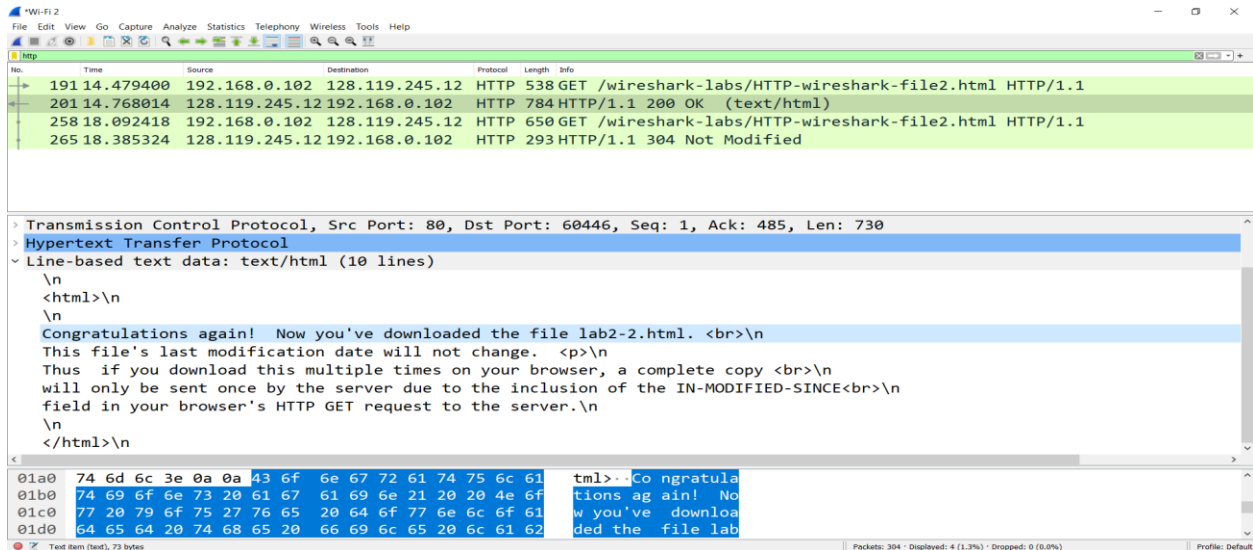 *Wi-Fi 2
File Edit View Go Capture Analyze Statistics Telephony Wireless Tools Help
http
No. Time Source Destination Protocol Length Info
191 14.479400 192.168.0.102 128.119.245.12 HTTP 538 GET /wireshark-labs/HTTP-wireshark-file2.html HTTP/1.1
201 14.768014 128.119.245.12 192.168.0.102 HTTP 784 HTTP/1.1 200 OK (text/html)
258 18.092418 192.168.0.102 128.119.245.12 HTTP 650 GET /wireshark-labs/HTTP-wireshark-file2.html HTTP/1.1
265 18.385324 128.119.245.12 192.168.0.102 HTTP 293 HTTP/1.1 304 Not Modified
Transmission Control Protocol, Src Port: 80, Dst Port: 60446, Seq: 1, Ack: 485, Len: 730
Hypertext Transfer Protocol
Line-based text data: text/html (10 lines)
\n
<html>\n
\n
Congratulations again!  Now you've downloaded the file lab2-2.html. <br>\n
This file's last modification date will not change.  <p>\n
Thus  if you download this multiple times on your browser, a complete copy <br>\n
will only be sent once by the server due to the inclusion of the IN-MODIFIED-SINCE<br>\n
field in your browser's HTTP GET request to the server.\n
\n
</html>\n
01a0 74 6d 6c 3e 0a 0a 43 6f 6e 67 72 61 74 75 6c 61 tml>··Co ngratula
01b0 74 69 6f 6e 73 20 61 67 61 69 6e 21 20 20 4e 6f tions ag ain!  No
01c0 77 20 79 6f 75 27 76 65 20 64 6f 77 6e 6c 6f 61 w you've  downloa
01d0 64 65 64 20 74 68 65 20 66 69 6c 65 20 6c 61 62 ded the  file lab
Text item (text), 73 bytes Packets: 304 · Displayed: 4 (1.3%) · Dropped: 0 (0.0%) Profile: Default